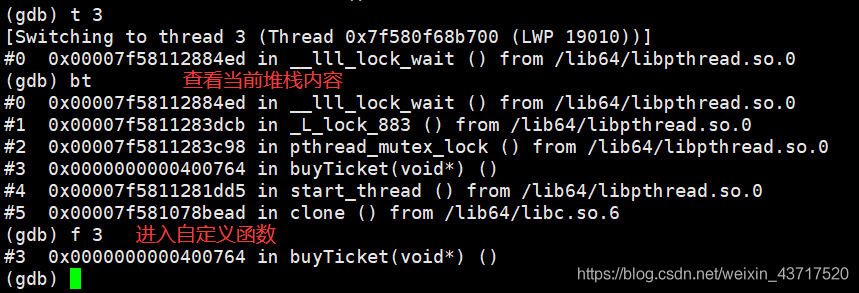 (gdb) t 3
[Switching to thread 3 (Thread 0x7f580f68b700 (LWP 19010))]
#0  0x00007f58112884ed in __lll_lock_wait () from /lib64/libpthread.so.0
(gdb) bt 查看当前堆栈内容
#0  0x00007f58112884ed in __lll_lock_wait () from /lib64/libpthread.so.0
#1  0x00007f5811283dcb in _L_lock_883 () from /lib64/libpthread.so.0
#2  0x00007f5811283c98 in pthread_mutex_lock () from /lib64/libpthread.so.0
#3  0x0000000000400764 in buyTicket(void*) ()
#4  0x00007f5811281dd5 in start_thread () from /lib64/libpthread.so.0
#5  0x00007f581078bead in clone () from /lib64/libc.so.6
(gdb) f 3 进入自定义函数
#3  0x0000000000400764 in buyTicket(void*) ()
(gdb)
https://blog.csdn.net/weixin_43717520